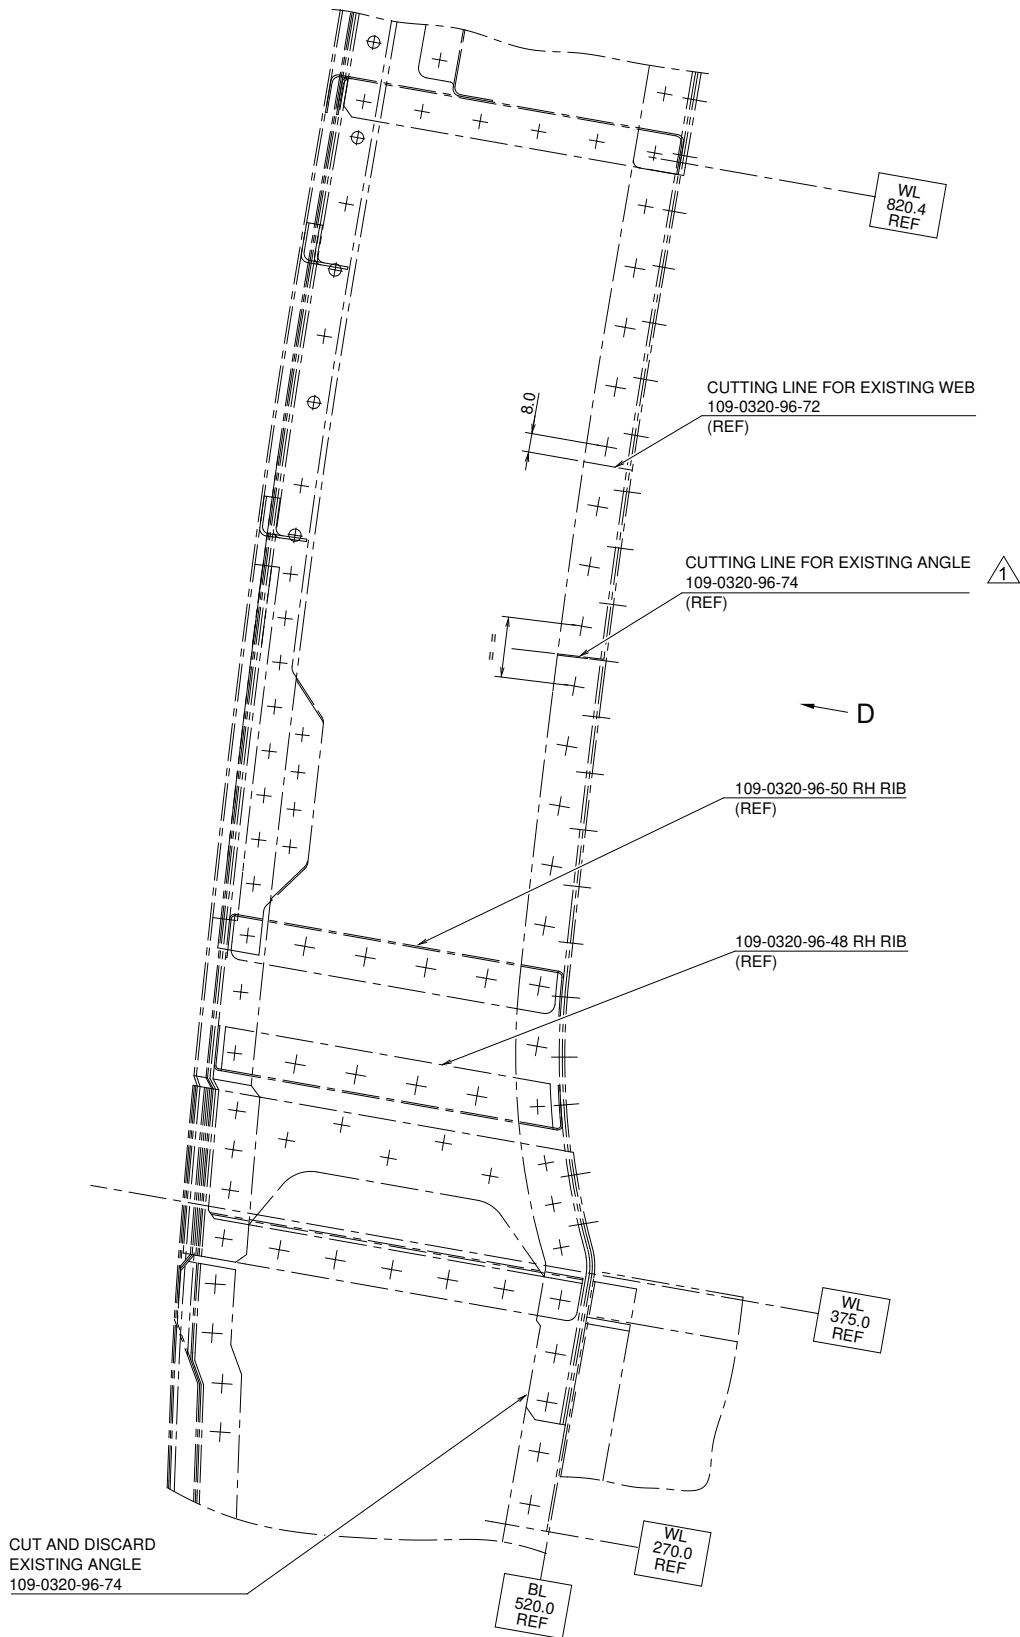 WL
820.4
REF
CUTTING LINE FOR EXISTING WEB
109-0320-96-72
(REF)
8.0
CUTTING LINE FOR EXISTING ANGLE
109-0320-96-74
(REF)
1
=
D
109-0320-96-50 RH RIB
(REF)
109-0320-96-48 RH RIB
(REF)
WL
375.0
REF
CUT AND DISCARD
EXISTING ANGLE
109-0320-96-74
WL
270.0
REF
BL
520.0
REF